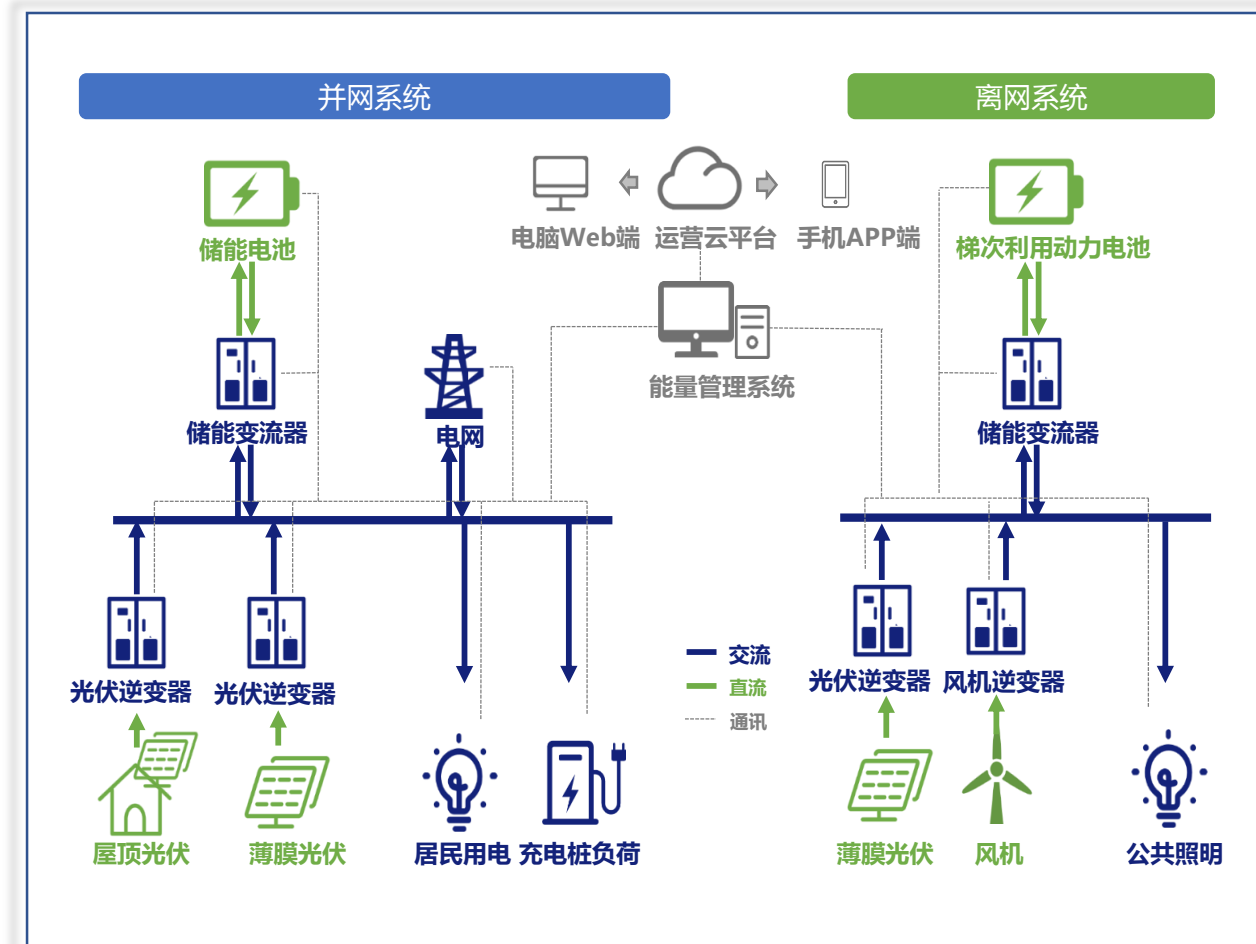 并网系统
离网系统
储能电池
电脑Web端
运营云平台
手机APP端
梯次利用动力电池
能量管理系统
储能变流器
电网
储能变流器
光伏逆变器
光伏逆变器
交流
直流
通讯
光伏逆变器
风机逆变器
屋顶光伏
薄膜光伏
居民用电
充电桩负荷
薄膜光伏
风机
公共照明